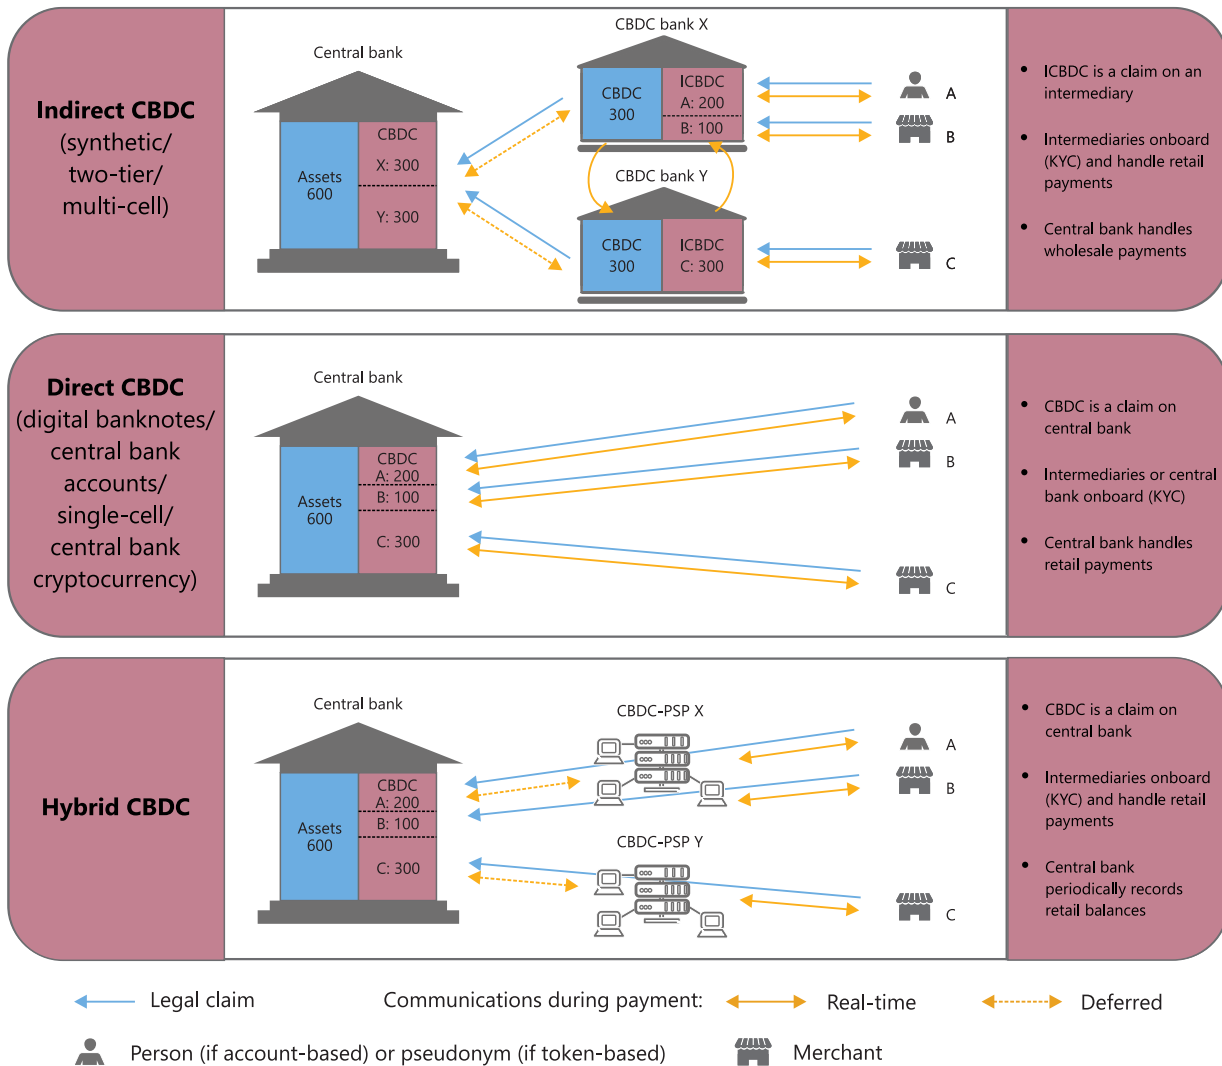 Indirect CBDC
(synthetic/
two-tier/
multi-cell)
Central bank
Assets
600
CBDC
X: 300
Y: 300
CBDC bank X
CBDC
300
ICBDC
A: 200
B: 100
CBDC bank Y
CBDC
300
ICBDC
C: 300
A
B
C
• ICBDC is a claim on an
intermediary
• Intermediaries onboard
(KYC) and handle retail
payments
• Central bank handles
wholesale payments
Direct CBDC
(digital banknotes/
central bank
accounts/
single-cell/
central bank
cryptocurrency)
Central bank
Assets
600
CBDC
A: 200
B: 100
C: 300
A
B
C
• CBDC is a claim on
central bank
• Intermediaries or central
bank onboard (KYC)
• Central bank handles
retail payments
Hybrid CBDC
Central bank
Assets
600
CBDC
A: 200
B: 100
C: 300
CBDC-PSP X
CBDC-PSP Y
A
B
C
• CBDC is a claim on
central bank
• Intermediaries onboard
(KYC) and handle retail
payments
• Central bank
periodically records
retail balances
Legal claim
Communications during payment:
Real-time
Deferred
Person (if account-based) or pseudonym (if token-based)
Merchant